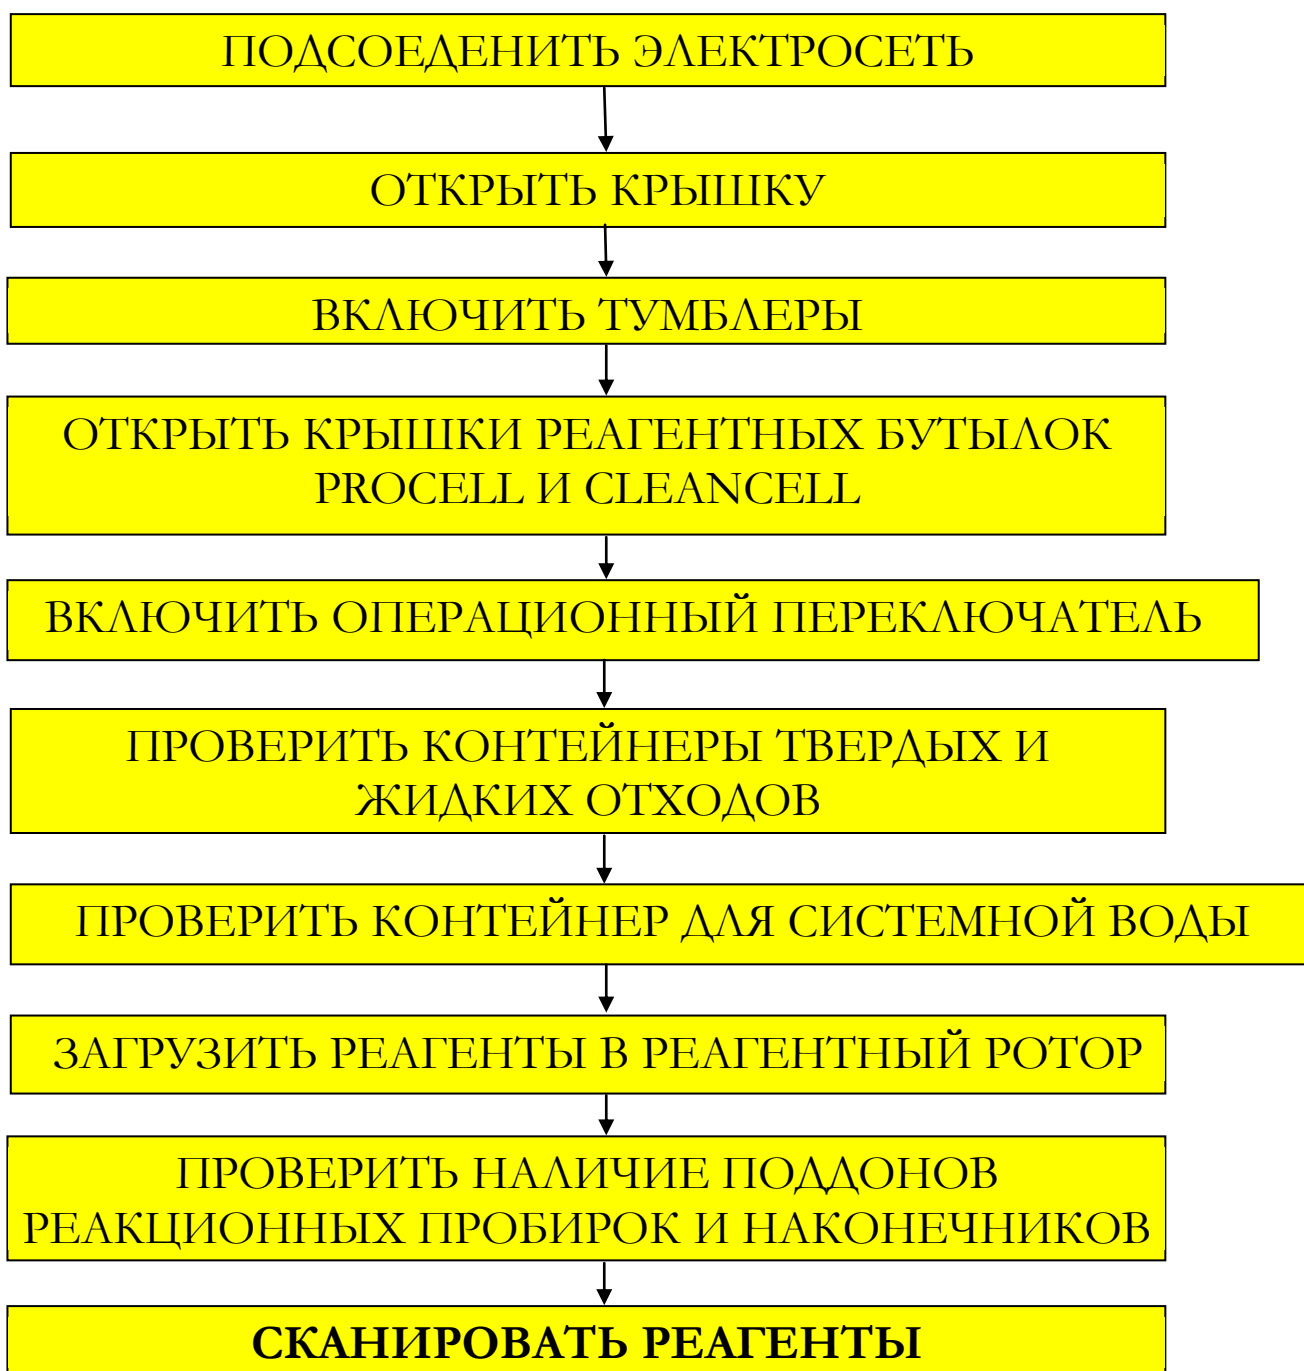 ПОДСОЕДЕНИТЬ ЭЛЕКТРОСЕТЬ
ОТКРЫТЬ КРЫШКУ
ВКЛЮЧИТЬ ТУМБЛЕРЫ
ОТКРЫТЬ КРЫШКИ РЕАГЕНТНЫХ БУТЫЛОК
PROCELL И CLEANCELL
ВКЛЮЧИТЬ ОПЕРАЦИОННЫЙ ПЕРЕКЛЮЧАТЕЛЬ
ПРОВЕРИТЬ КОНТЕЙНЕРЫ ТВЕРДЫХ И
ЖИДКИХ ОТХОДОВ
ПРОВЕРИТЬ КОНТЕЙНЕР ДЛЯ СИСТЕМНОЙ ВОДЫ
ЗАГРУЗИТЬ РЕАГЕНТЫ В РЕАГЕНТНЫЙ РОТОР
ПРОВЕРИТЬ НАЛИЧИЕ ПОДДОНОВ
РЕАКЦИОННЫХ ПРОБИРОК И НАКОНЕЧНИКОВ
СКАНИРОВАТЬ РЕАГЕНТЫ